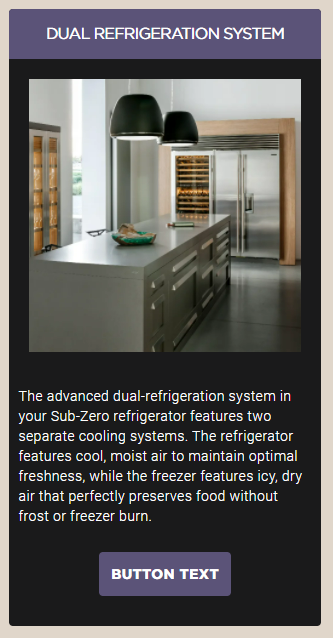 DUAL REFRIGERATION SYSTEM
The advanced dual-refrigeration system in
your Sub-Zero refrigerator features two
separate cooling systems. The refrigerator
features cool, moist air to maintain optimal
freshness, while the freezer features icy, dry
air that perfectly preserves food without
frost or freezer burn.
BUTTON TEXT